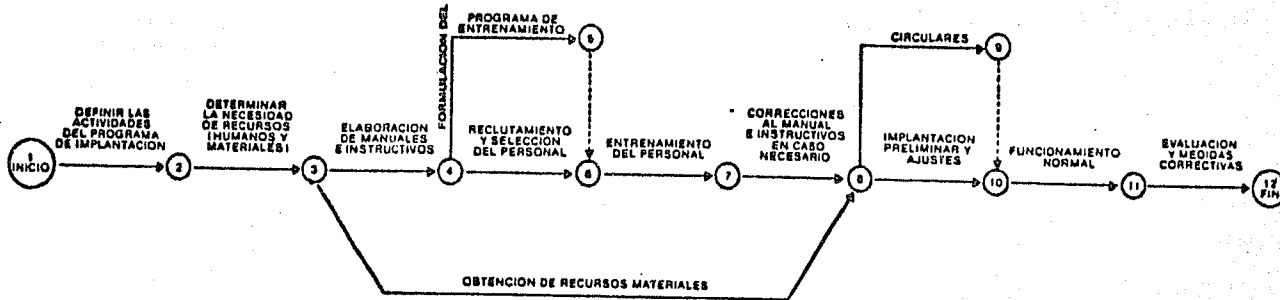 1
INICIO
DEFINIR LAS
ACTIVIDADES
DEL PROGRAMA
DE IMPLANTACION
2
DETERMINAR
LA NECESIDAD
DE RECURSOS
(HUMANOS Y
MATERIALES)
3
ELABORACION
DE MANUALES
E INSTRUCTIVOS
4
FORMULACION DEL
PROGRAMA DE
ENTRENAMIENTO
5
RECLUTAMIENTO
Y SELECCION
DEL PERSONAL
6
ENTRENAMIENTO
DEL PERSONAL
7
CORRECCIONES
AL MANUAL
E INSTRUCTIVOS
EN CASO
NECESARIO
8
CIRCULARES
9
IMPLANTACION
PRELIMINAR Y
AJUSTES
10
FUNCIONAMIENTO
NORMAL
11
EVALUACION
Y MEDIDAS
CORRECTIVAS
12
FIN
OBTENCION DE RECURSOS MATERIALES